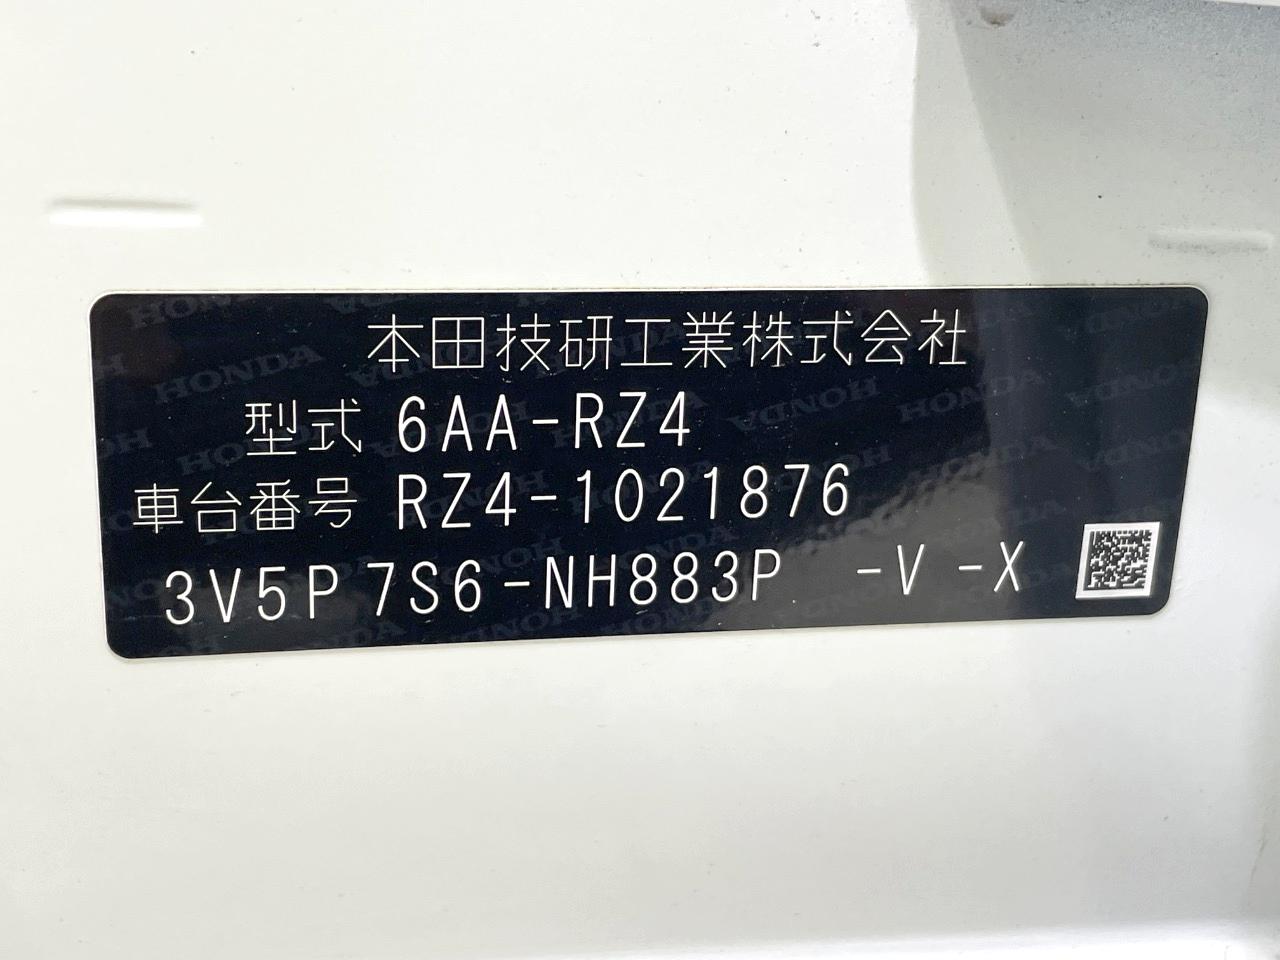 本田技研工業株式会社
型式 6AA-RZ4
車台番号 RZ4-1021876
3V5P 7S6-NH883P -V -X